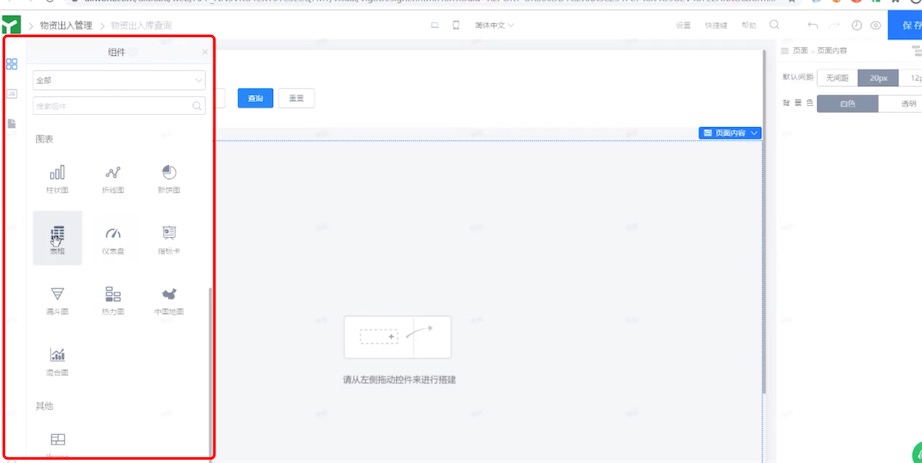 物资出入管理 物资出入库查询
简体中文
设置 快捷键 帮助
保存
组件
全部
搜索组件
查询 重置
页面 页面内容
默认间距 无间距 20px 12p
背景色 白色 透明
页面内容
图表
柱状图 折线图 新饼图
表格 仪表盘 指标卡
漏斗图 热力图 中国地图
混合图
请从左侧拖动控件来进行搭建
其他